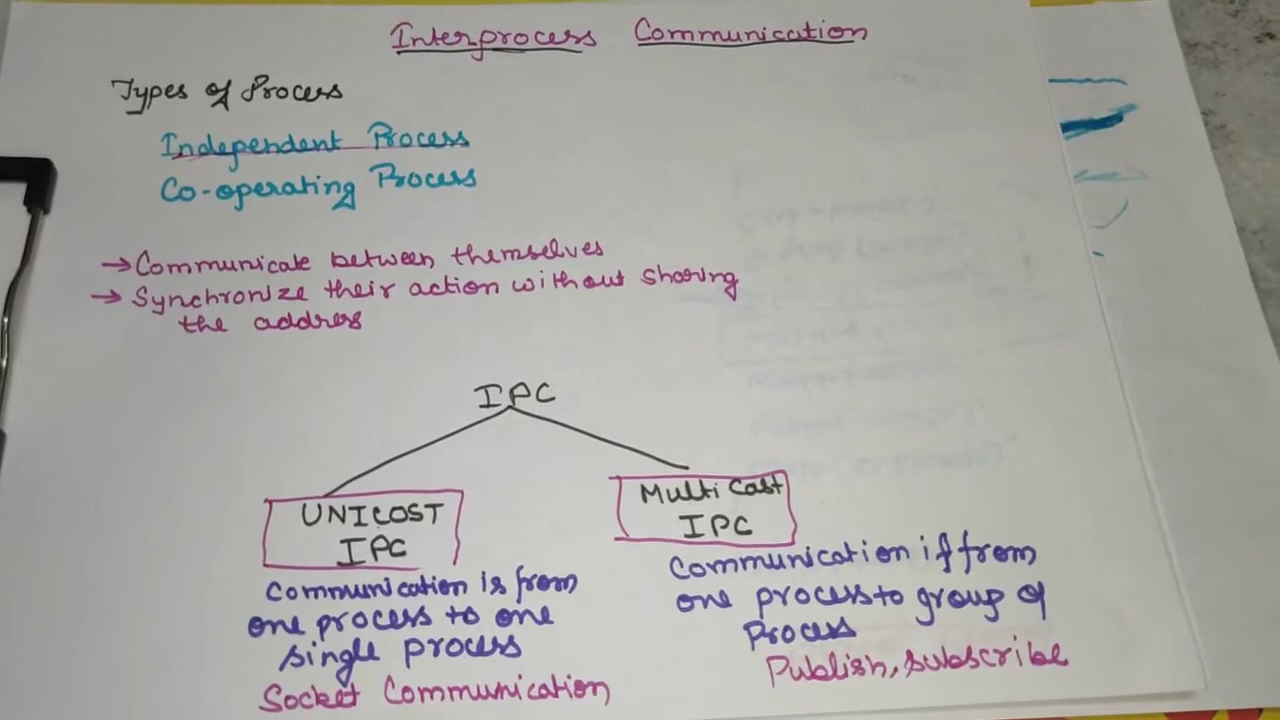 Interprocess Communication
Types of Process
Independent Process
Co-operating Process
→ Communicate between themselves
→ Synchronize their action without sharing
the address
IPC
UNICOST
IPC
Multi Cast
IPC
Communication is from
one process to one
single process
Socket Communication
Communication if from
one process to group of
Process
Publish, subscribe